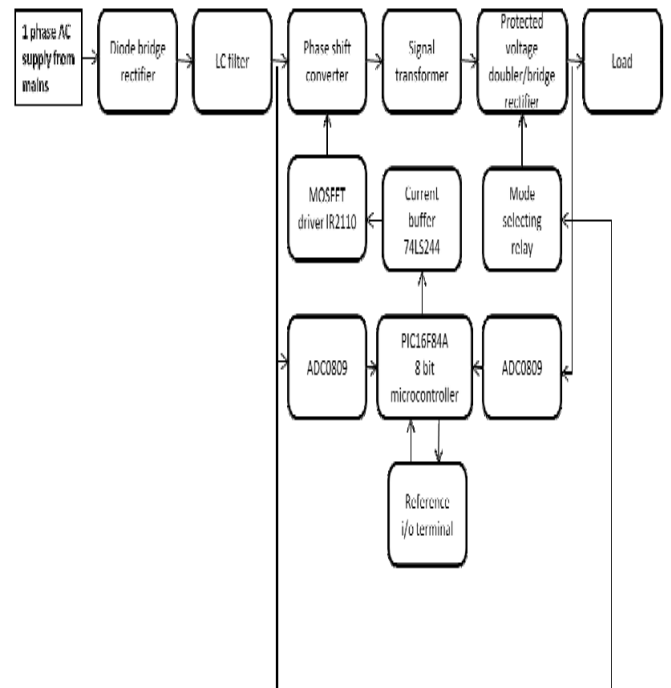 1 phase AC
supply from
mains
Diode bridge
rectifier
LC filter
Phase shift
converter
Signal
transformer
Protected
voltage
doubler/bridge
rectifier
Load
MOSFET
driver IR2110
Current
buffer
74LS244
Mode
selecting
relay
ADC0809
PIC16F84A
8 bit
microcontroller
ADC0809
Reference
i/o terminal